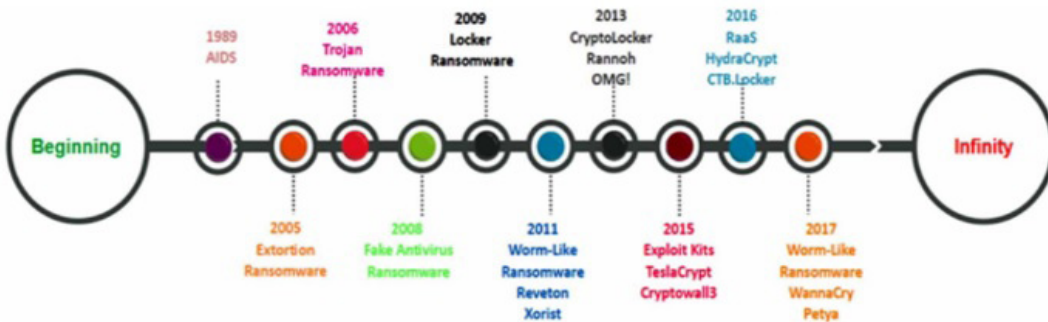 Beginning
1989
AIDS
2005
Extortion
Ransomware
2006
Trojan
Ransomware
2008
Fake Antivirus
Ransomware
2009
Locker
Ransomware
2011
Worm-Like
Ransomware
Reveton
Xorist
2013
CryptoLocker
Rannoh
OMG!
2015
Exploit Kits
TeslaCrypt
Cryptowall3
2016
RaaS
HydraCrypt
CTB.Locker
2017
Worm-Like
Ransomware
WannaCry
Petya
Infinity